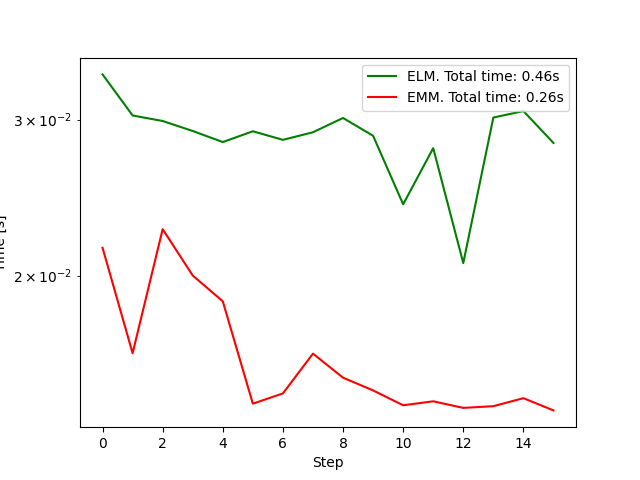 ELM. Total time: 0.46s
EMM. Total time: 0.26s
3 × 10⁻²
2 × 10⁻²
Time [s]
0 2 4 6 8 10 12 14
Step